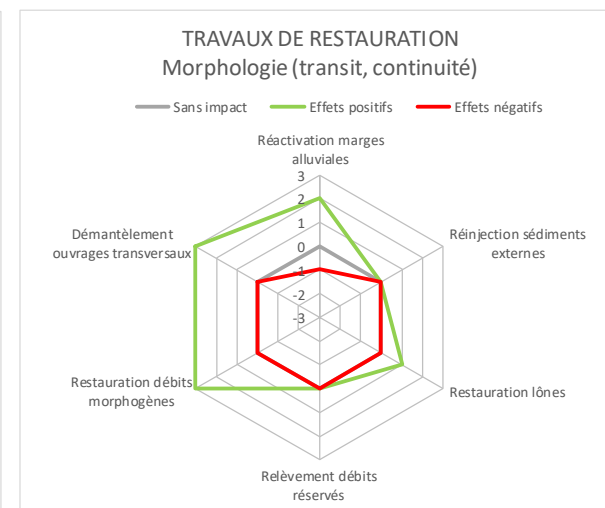 TRAVAUX DE RESTAURATION
Morphologie (transit, continuité)
Sans impact
Effets positifs
Effets négatifs
Réactivation marges
alluviales
3
2
1
0
-1
-2
-3
Réinjection sédiments
externes
Restauration lônes
Relèvement débits
réservés
Restauration débits
morphogènes
Démantèlement
ouvrages transversaux